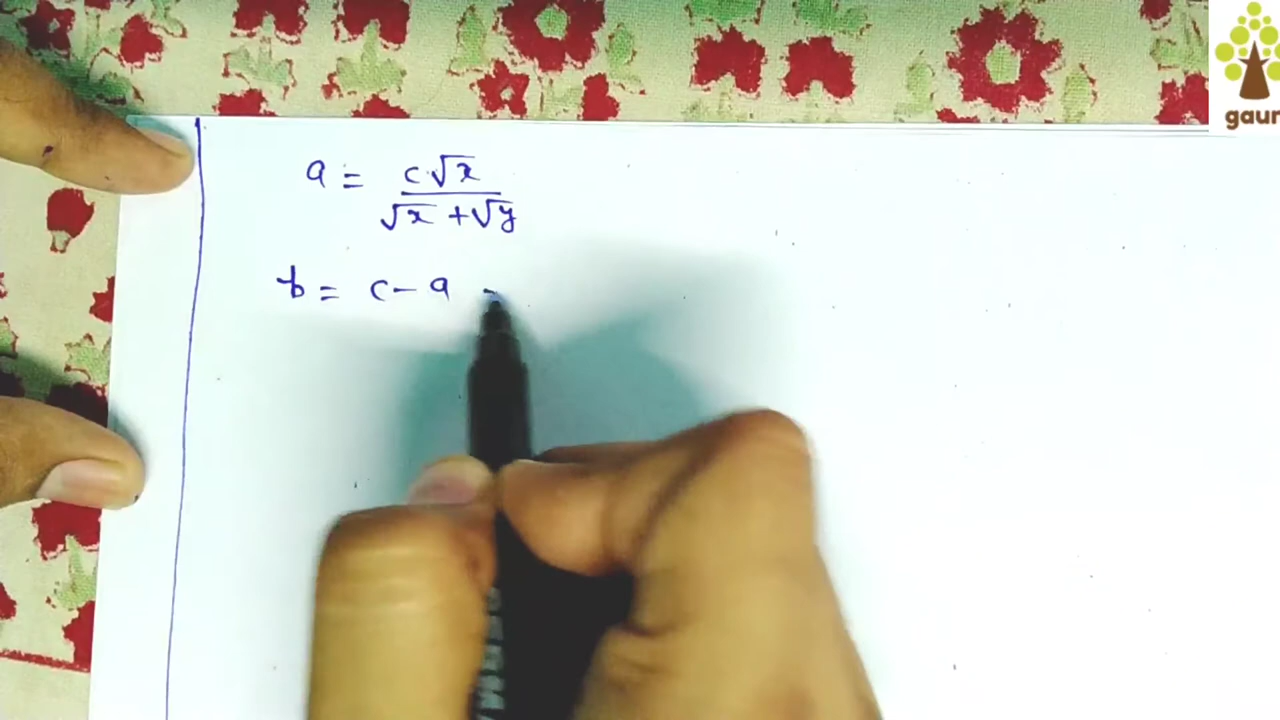 gaur
a = c√x / (√x + √y)
b = c - a =